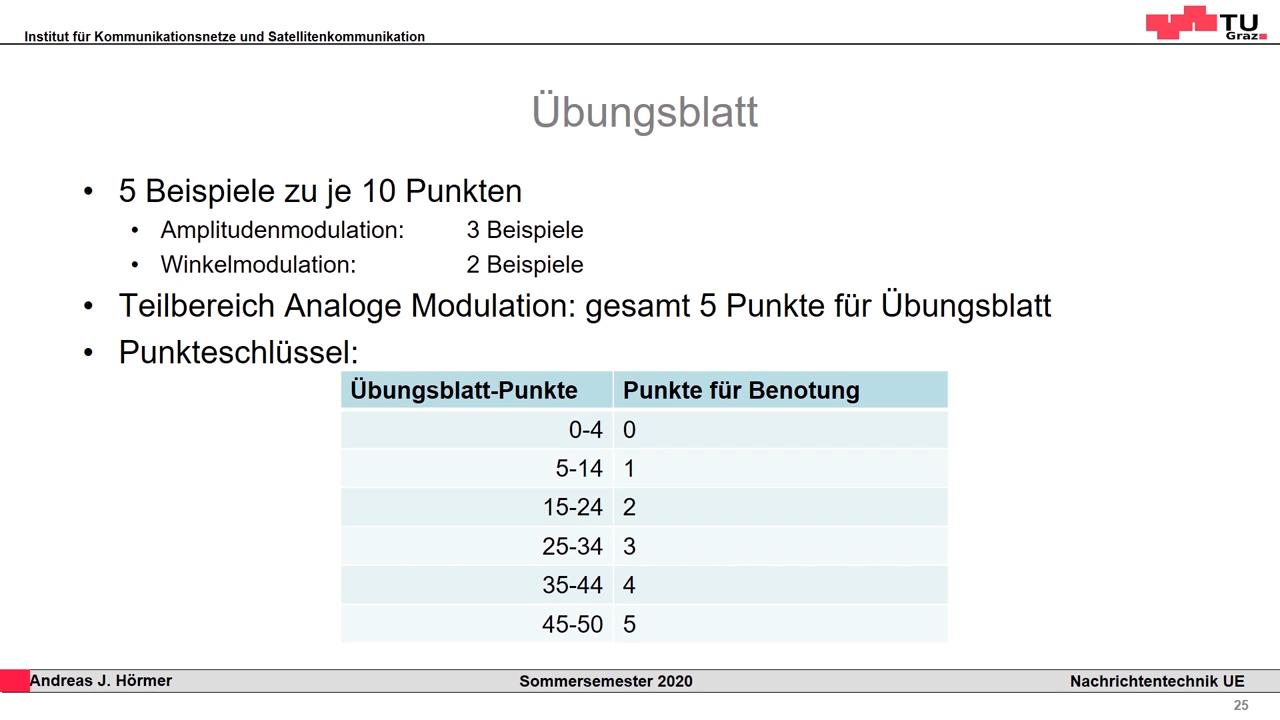 Institut für Kommunikationsnetze und Satellitenkommunikation
TU
Graz
Übungsblatt
• 5 Beispiele zu je 10 Punkten
• Amplitudenmodulation: 3 Beispiele
• Winkelmodulation: 2 Beispiele
• Teilbereich Analoge Modulation: gesamt 5 Punkte für Übungsblatt
• Punkteschlüssel:
Übungsblatt-Punkte Punkte für Benotung
0-4 0
5-14 1
15-24 2
25-34 3
35-44 4
45-50 5
Andreas J. Hörmer Sommersemester 2020 Nachrichtentechnik UE
25